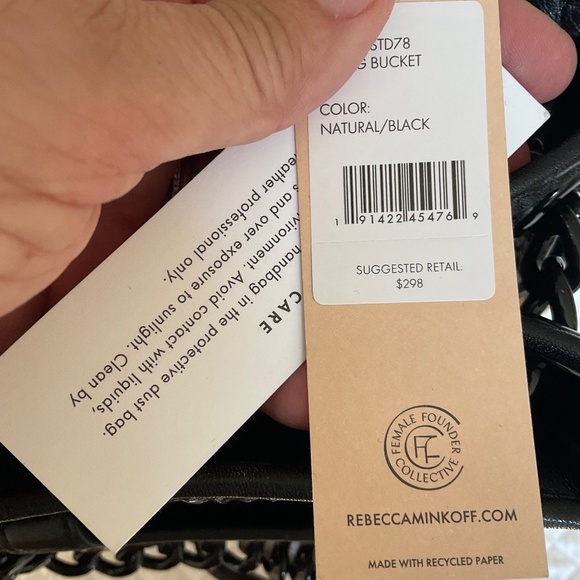 STD78
G BUCKET
COLOR:
NATURAL/BLACK
1 91422 45476 9
SUGGESTED RETAIL:
$298
FEMALE FOUNDER
COLLECTIVE
REBECCAMINKOFF.COM
MADE WITH RECYCLED PAPER
CARE
handbag in the protective dust bag.
environment. Avoid contact with liquids,
s and over exposure to sunlight. Clean by
leather professional only.